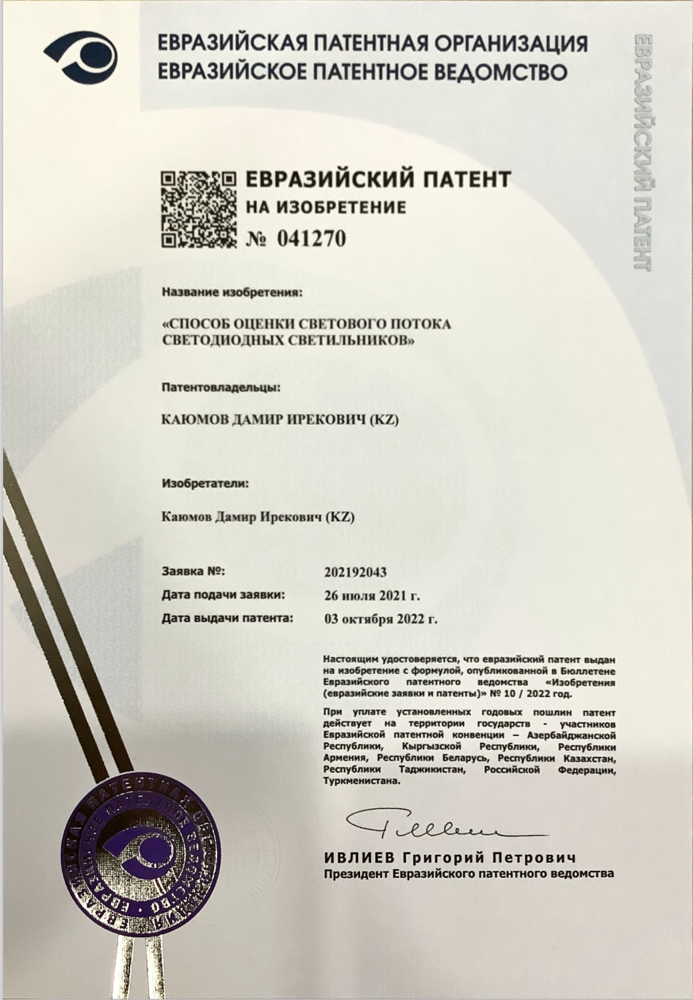 ЕВРАЗИЙСКАЯ ПАТЕНТНАЯ ОРГАНИЗАЦИЯ
ЕВРАЗИЙСКОЕ ПАТЕНТНОЕ ВЕДОМСТВО
ЕВРАЗИЙСКИЙ ПАТЕНТ
ЕВРАЗИЙСКИЙ ПАТЕНТ
НА ИЗОБРЕТЕНИЕ
№ 041270
Название изобретения:
«СПОСОБ ОЦЕНКИ СВЕТОВОГО ПОТОКА
СВЕТОДИОДНЫХ СВЕТИЛЬНИКОВ»
Патентовладельцы:
КАЮМОВ ДАМИР ИРЕКОВИЧ (KZ)
Изобретатели:
Каюмов Дамир Ирекович (KZ)
Заявка №: 202192043
Дата подачи заявки: 26 июля 2021 г.
Дата выдачи патента: 03 октября 2022 г.
Настоящим удостоверяется, что евразийский патент выдан
на изобретение с формулой, опубликованной в Бюллетене
Евразийского патентного ведомства «Изобретения
(евразийские заявки и патенты)» № 10 / 2022 год.
При уплате установленных годовых пошлин патент
действует на территории государств - участников
Евразийской патентной конвенции – Азербайджанской
Республики, Кыргызской Республики, Республики
Армения, Республики Беларусь, Республики Казахстан,
Республики Таджикистан, Российской Федерации,
Туркменистана.
ИВЛИЕВ Григорий Петрович
Президент Евразийского патентного ведомства
ЕВРАЗИЙСКАЯ ПАТЕНТНАЯ ОРГАНИЗАЦИЯ
ЕВРАЗИЙСКОЕ ПАТЕНТНОЕ ВЕДОМСТВО